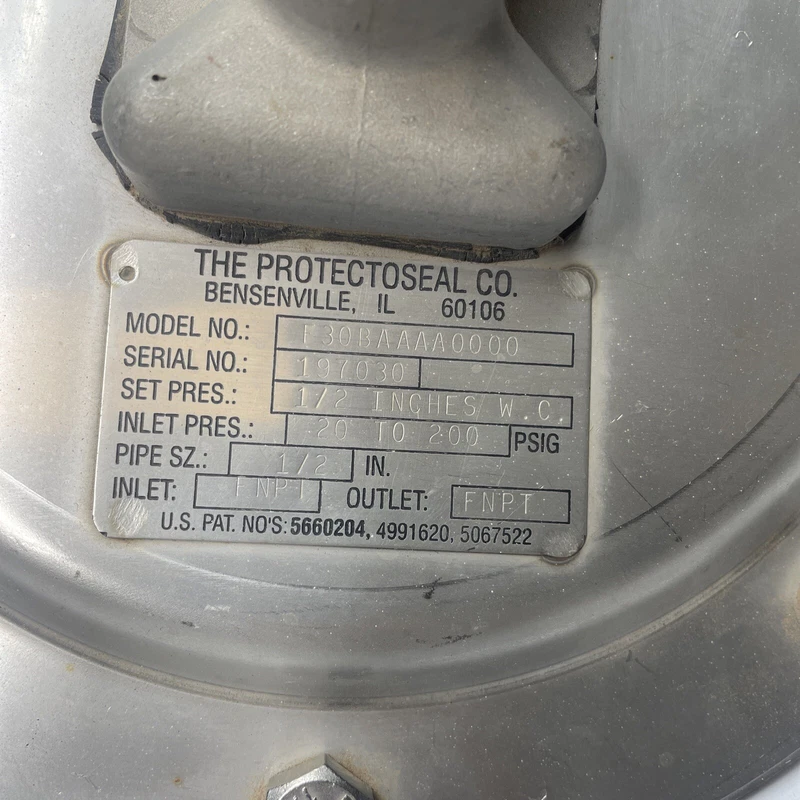 THE PROTECTOSEAL CO.
BENSENVILLE, IL 60106
MODEL NO.: F30BAAAA0000
SERIAL NO.: 197030
SET PRES.: 1/2 INCHES W.C.
INLET PRES.: 20 TO 200 PSIG
PIPE SZ.: 1/2 IN.
INLET: FNPT OUTLET: FNPT
U.S. PAT. NO'S: 5660204, 4991620, 5067522